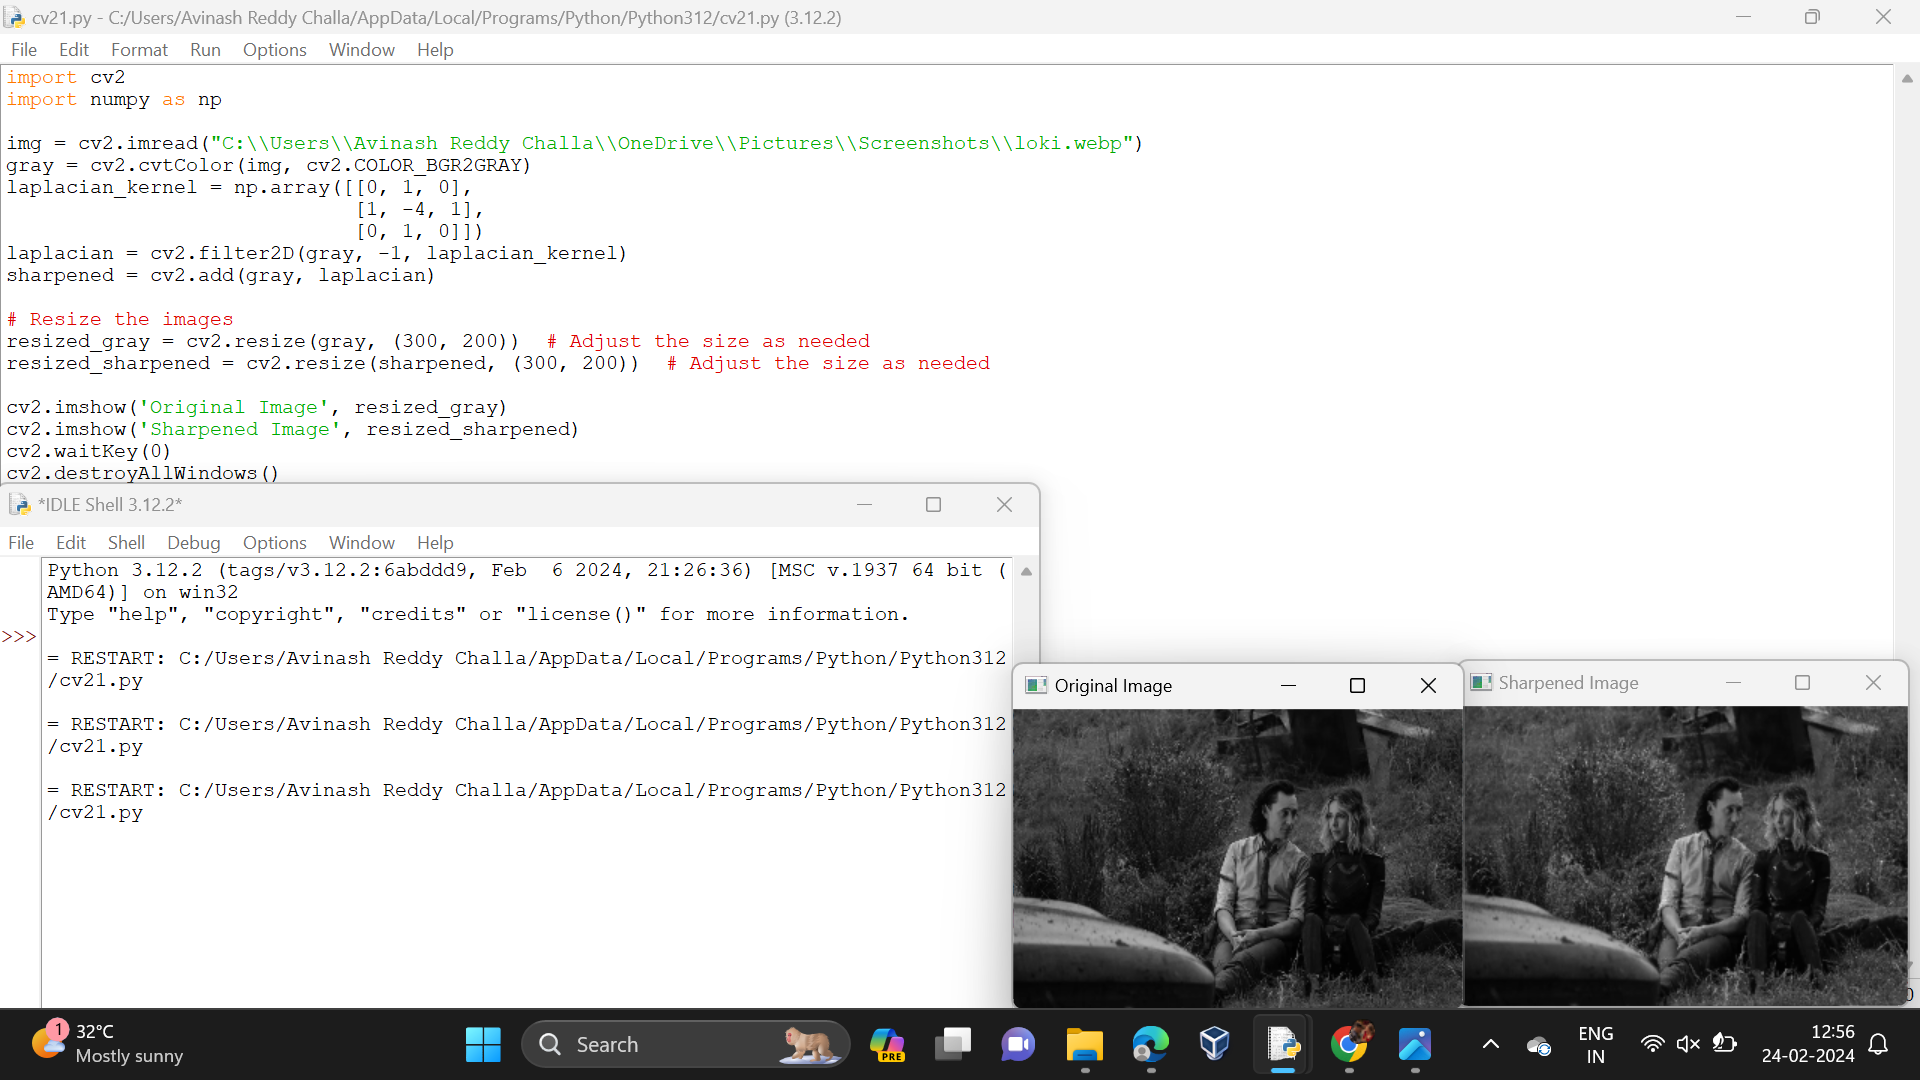 cv21.py - C:/Users/Avinash Reddy Challa/AppData/Local/Programs/Python/Python312/cv21.py (3.12.2)
File Edit Format Run Options Window Help
import cv2
import numpy as np
img = cv2.imread("C:\\Users\\Avinash Reddy Challa\\OneDrive\\Pictures\\Screenshots\\loki.webp")
gray = cv2.cvtColor(img, cv2.COLOR_BGR2GRAY)
laplacian_kernel = np.array([[0, 1, 0],
[1, -4, 1],
[0, 1, 0]])
laplacian = cv2.filter2D(gray, -1, laplacian_kernel)
sharpened = cv2.add(gray, laplacian)
# Resize the images
resized_gray = cv2.resize(gray, (300, 200))  # Adjust the size as needed
resized_sharpened = cv2.resize(sharpened, (300, 200))  # Adjust the size as needed
cv2.imshow('Original Image', resized_gray)
cv2.imshow('Sharpened Image', resized_sharpened)
cv2.waitKey(0)
cv2.destroyAllWindows()
*IDLE Shell 3.12.2*
File Edit Shell Debug Options Window Help
Python 3.12.2 (tags/v3.12.2:6abddd9, Feb  6 2024, 21:26:36) [MSC v.1937 64 bit (
AMD64)] on win32
Type "help", "copyright", "credits" or "license()" for more information.
>>>
= RESTART: C:/Users/Avinash Reddy Challa/AppData/Local/Programs/Python/Python312
/cv21.py
= RESTART: C:/Users/Avinash Reddy Challa/AppData/Local/Programs/Python/Python312
/cv21.py
= RESTART: C:/Users/Avinash Reddy Challa/AppData/Local/Programs/Python/Python312
/cv21.py
Original Image
Sharpened Image
1
32°C
Mostly sunny
Search
PRE
ENG
IN
12:56
24-02-2024